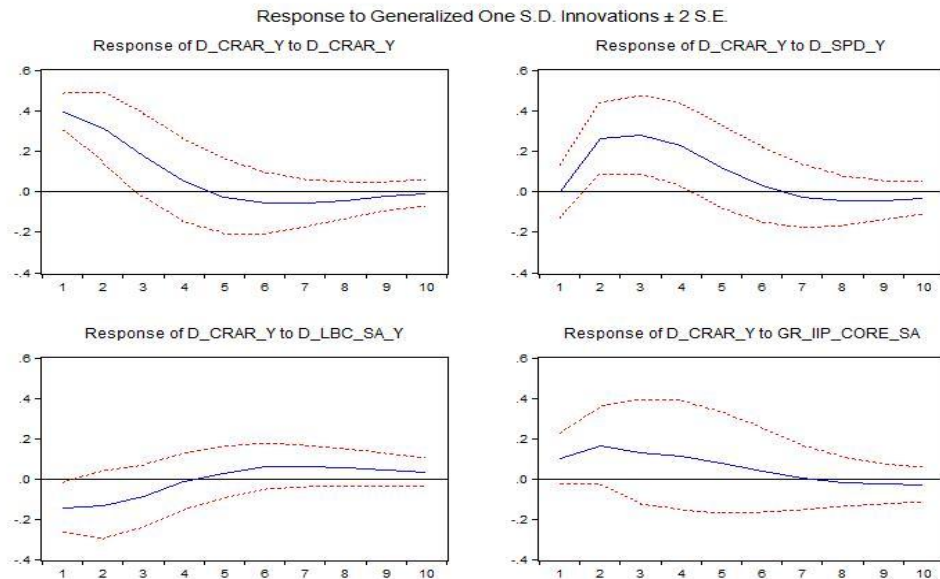 Response to Generalized One S.D. Innovations ± 2 S.E.
Response of D_CRAR_Y to D_CRAR_Y
.6
.4
.2
.0
-.2
-.4
1 2 3 4 5 6 7 8 9 10
Response of D_CRAR_Y to D_SPD_Y
.6
.4
.2
.0
-.2
-.4
1 2 3 4 5 6 7 8 9 10
Response of D_CRAR_Y to D_LBC_SA_Y
.6
.4
.2
.0
-.2
-.4
1 2 3 4 5 6 7 8 9 10
Response of D_CRAR_Y to GR_IIP_CORE_SA
.6
.4
.2
.0
-.2
-.4
1 2 3 4 5 6 7 8 9 10